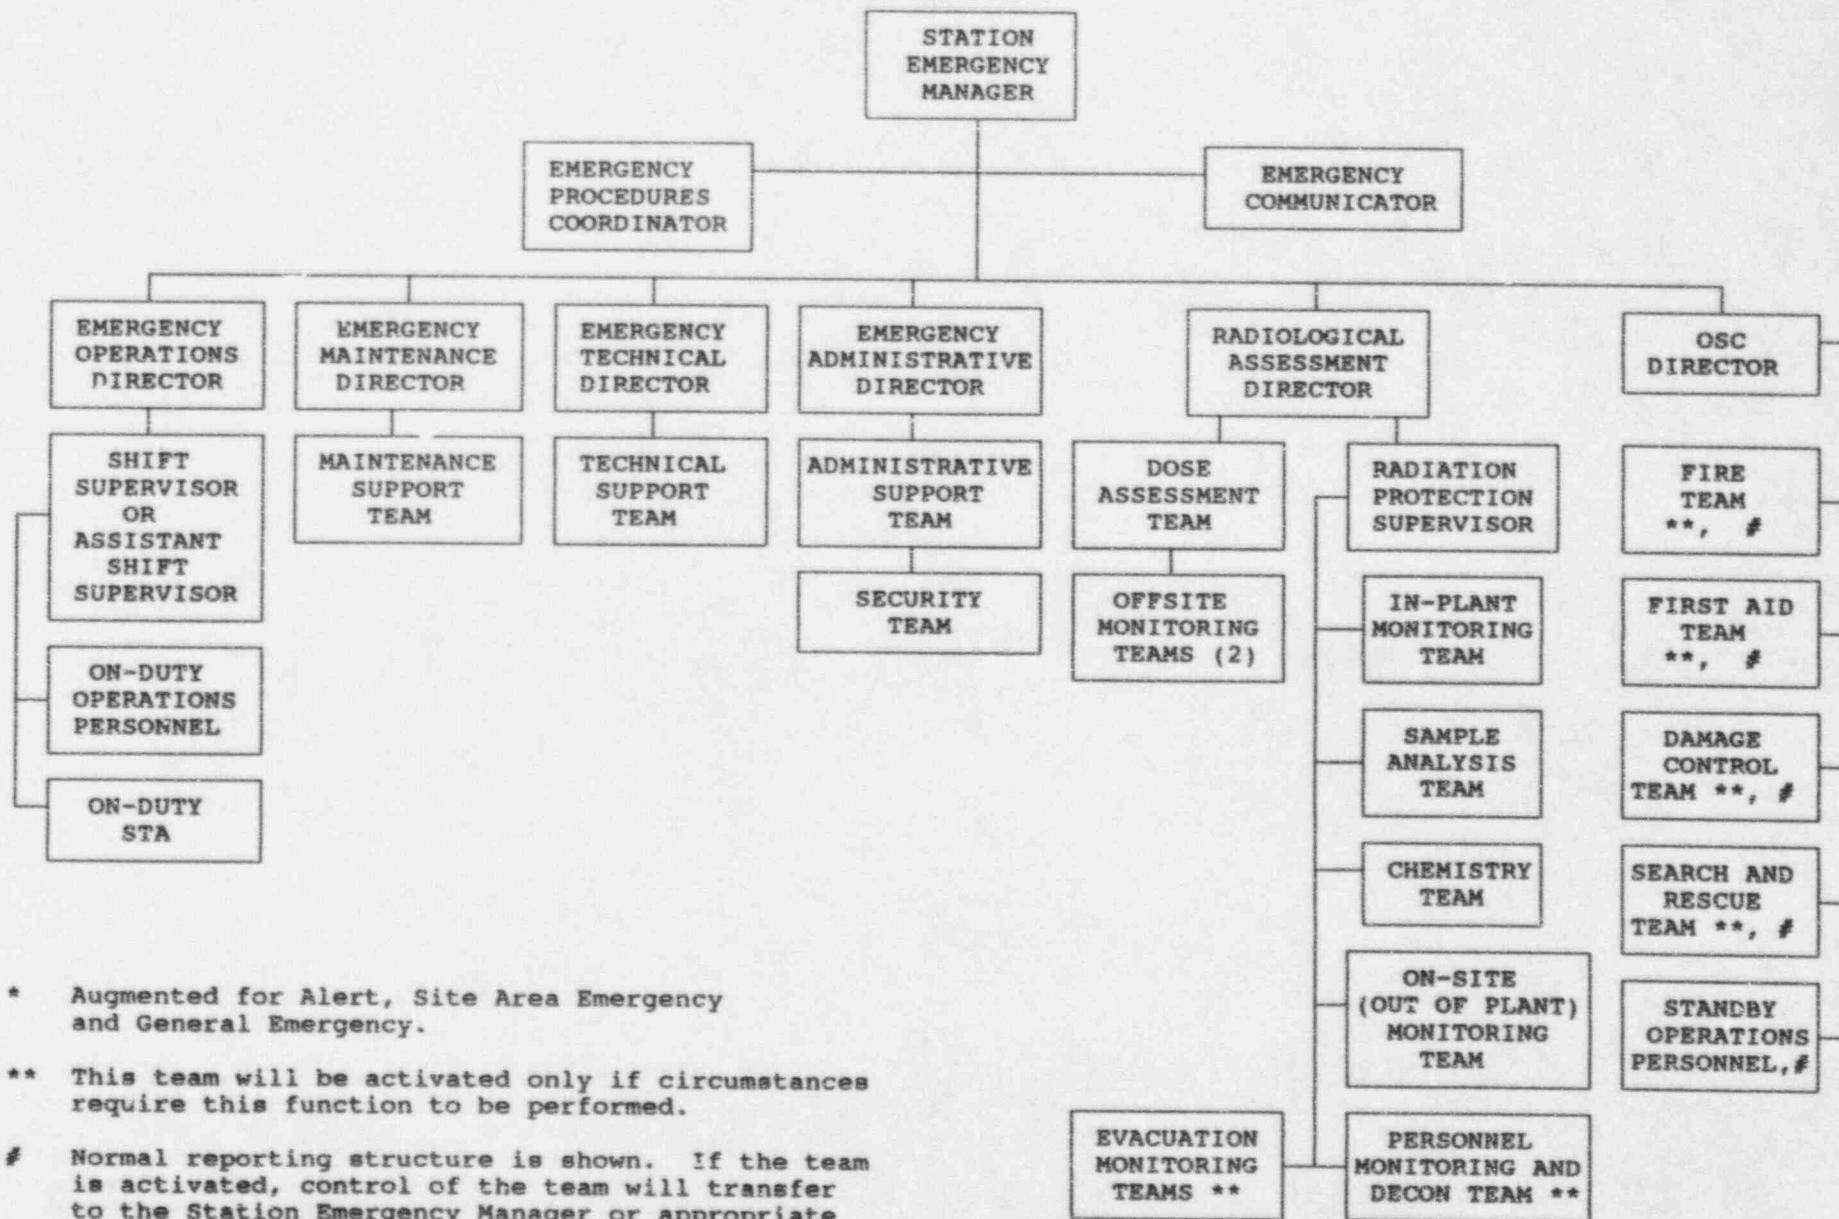 STATION
EMERGENCY
MANAGER
EMERGENCY
PROCEDURES
COORDINATOR
EMERGENCY
COMMUNICATOR
EMERGENCY
OPERATIONS
DIRECTOR
EMERGENCY
MAINTENANCE
DIRECTOR
EMERGENCY
TECHNICAL
DIRECTOR
EMERGENCY
ADMINISTRATIVE
DIRECTOR
RADIOLOGICAL
ASSESSMENT
DIRECTOR
OSC
DIRECTOR
SHIFT
SUPERVISOR
OR
ASSISTANT
SHIFT
SUPERVISOR
MAINTENANCE
SUPPORT
TEAM
TECHNICAL
SUPPORT
TEAM
ADMINISTRATIVE
SUPPORT
TEAM
DOSE
ASSESSMENT
TEAM
RADIATION
PROTECTION
SUPERVISOR
FIRE
TEAM
**, #
SECURITY
TEAM
OFFSITE
MONITORING
TEAMS (2)
IN-PLANT
MONITORING
TEAM
FIRST AID
TEAM
**, #
ON-DUTY
OPERATIONS
PERSONNEL
SAMPLE
ANALYSIS
TEAM
DAMAGE
CONTROL
TEAM **, #
ON-DUTY
STA
CHEMISTRY
TEAM
SEARCH AND
RESCUE
TEAM **, #
ON-SITE
(OUT OF PLANT)
MONITORING
TEAM
STANDBY
OPERATIONS
PERSONNEL,#
EVACUATION
MONITORING
TEAMS **
PERSONNEL
MONITORING AND
DECON TEAM **
* Augmented for Alert, Site Area Emergency
and General Emergency.
** This team will be activated only if circumstances
require this function to be performed.
# Normal reporting structure is shown. If the team
is activated, control of the team will transfer
to the Station Emergency Manager or appropriate